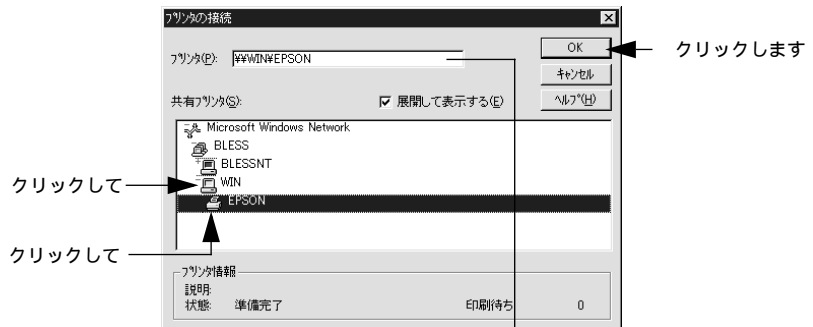 プリンタの接続
プリンタ(P): ¥¥WIN¥EPSON
OK
クリックします
キャンセル
共有プリンタ(S):
展開して表示する(E)
ヘルプ(H)
Microsoft Windows Network
BLESS
BLESSNT
クリックして
WIN
EPSON
クリックして
プリンタ情報
説明:
状態: 準備完了 印刷待ち 0